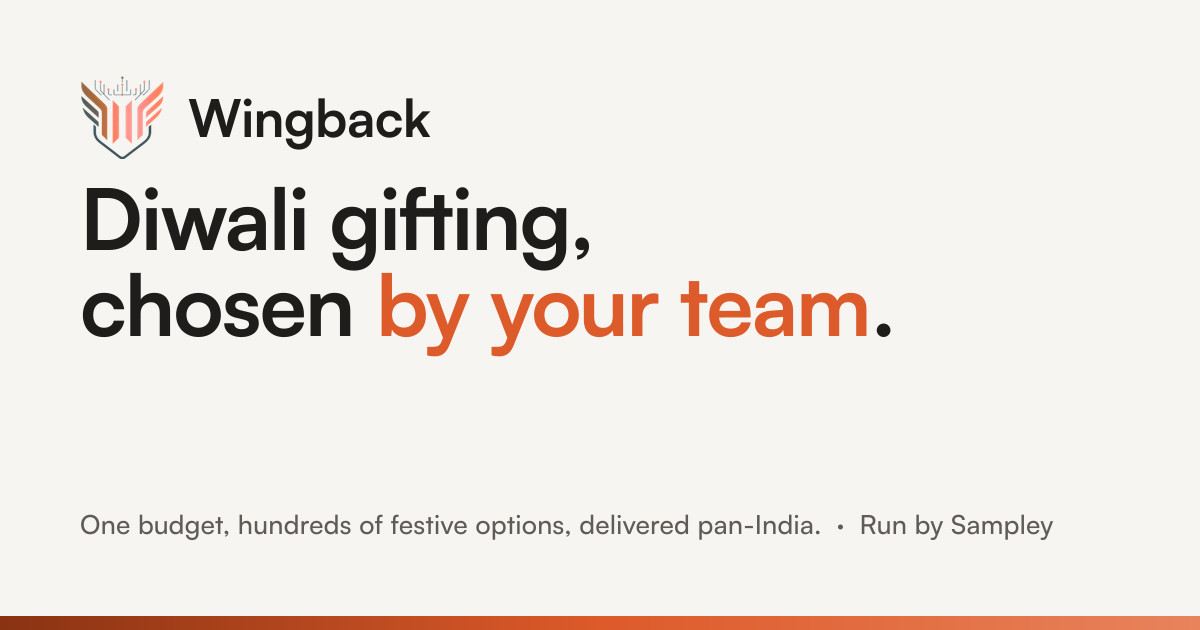 Wingback
Diwali gifting,
chosen by your team.
One budget, hundreds of festive options, delivered pan-India. · Run by Sampley